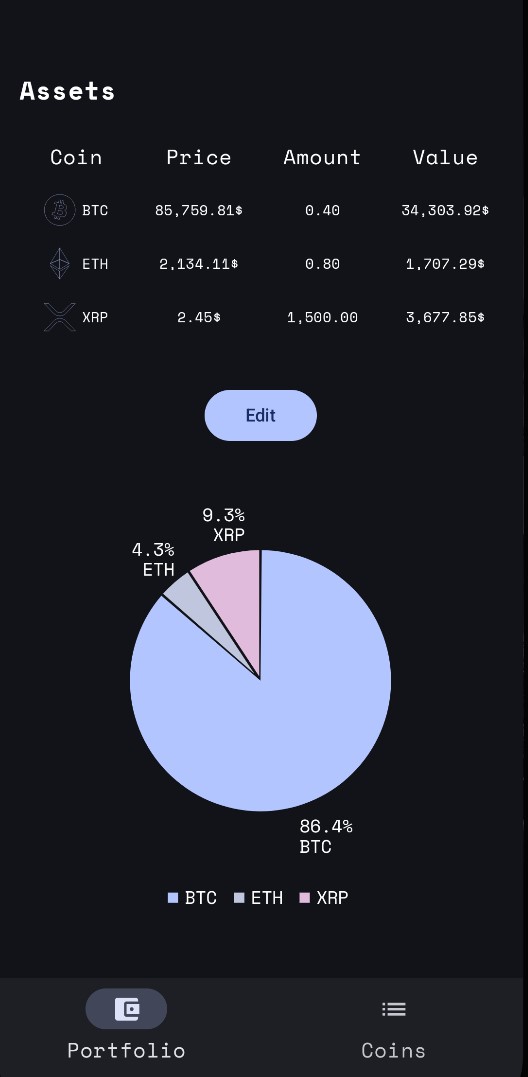 Assets
Coin Price Amount Value
BTC 85,759.81$ 0.40 34,303.92$
ETH 2,134.11$ 0.80 1,707.29$
XRP 2.45$ 1,500.00 3,677.85$
Edit
9.3%
XRP
4.3%
ETH
86.4%
BTC
BTC ETH XRP
Portfolio Coins